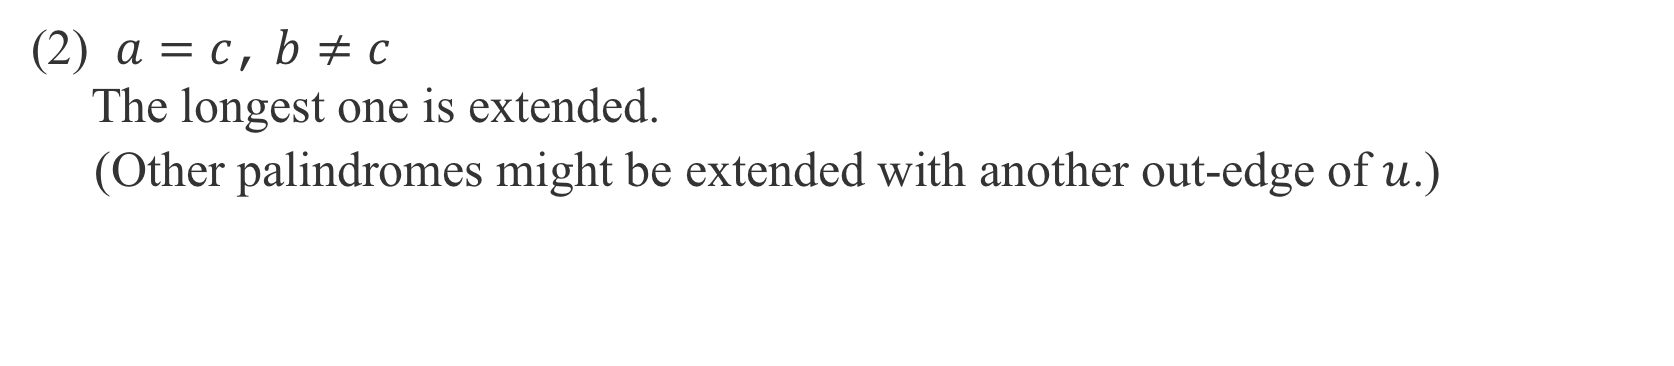 (2) a = c, b ≠ c
The longest one is extended.
(Other palindromes might be extended with another out-edge of u.)